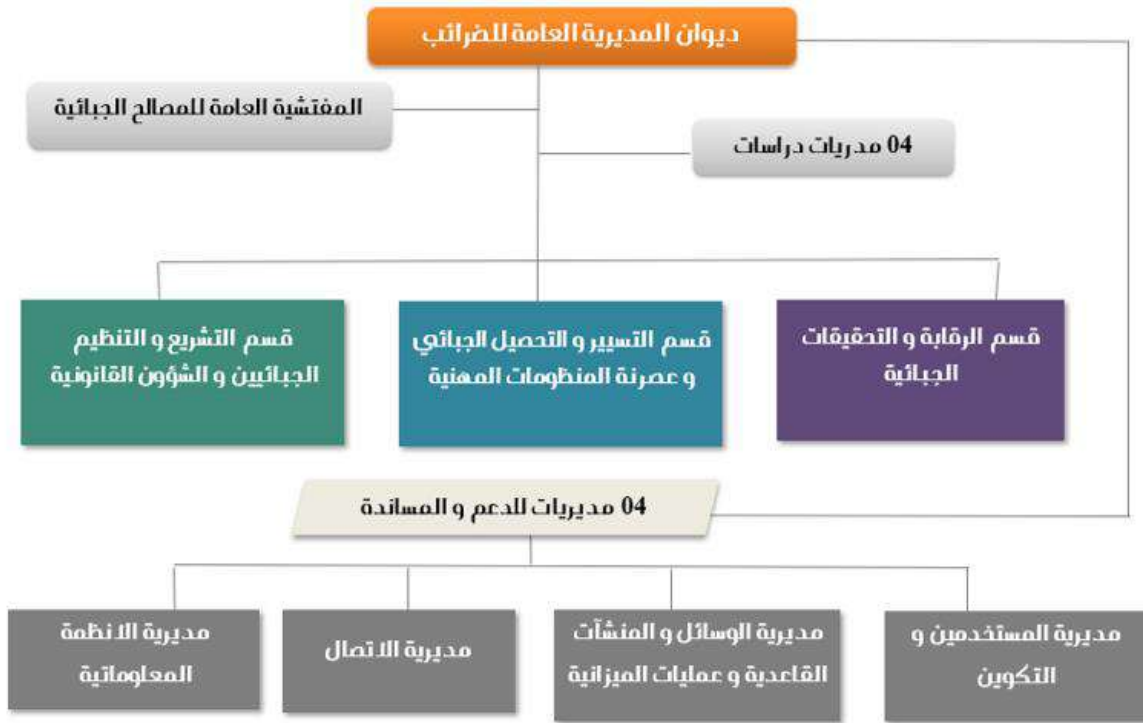 ديوان المديرية العامة للضرائب
المفتشية العامة للمصالح الجبائية
04 مدريات دراسات
قسم الرقابة و التحقيقات
الجبائية
قسم التسيير و التحصيل الجبائي
و عصرنة المنظومات المهنية
قسم التشريع و التنظيم
الجبائيين و الشؤون القانونية
04 مديريات للدعم و المساندة
مديرية المستخدمين و
التكوين
مديرية الوسائل و المنشآت
القاعدية و عمليات الميزانية
مديرية الاتصال
مديرية الانظمة
المعلوماتية